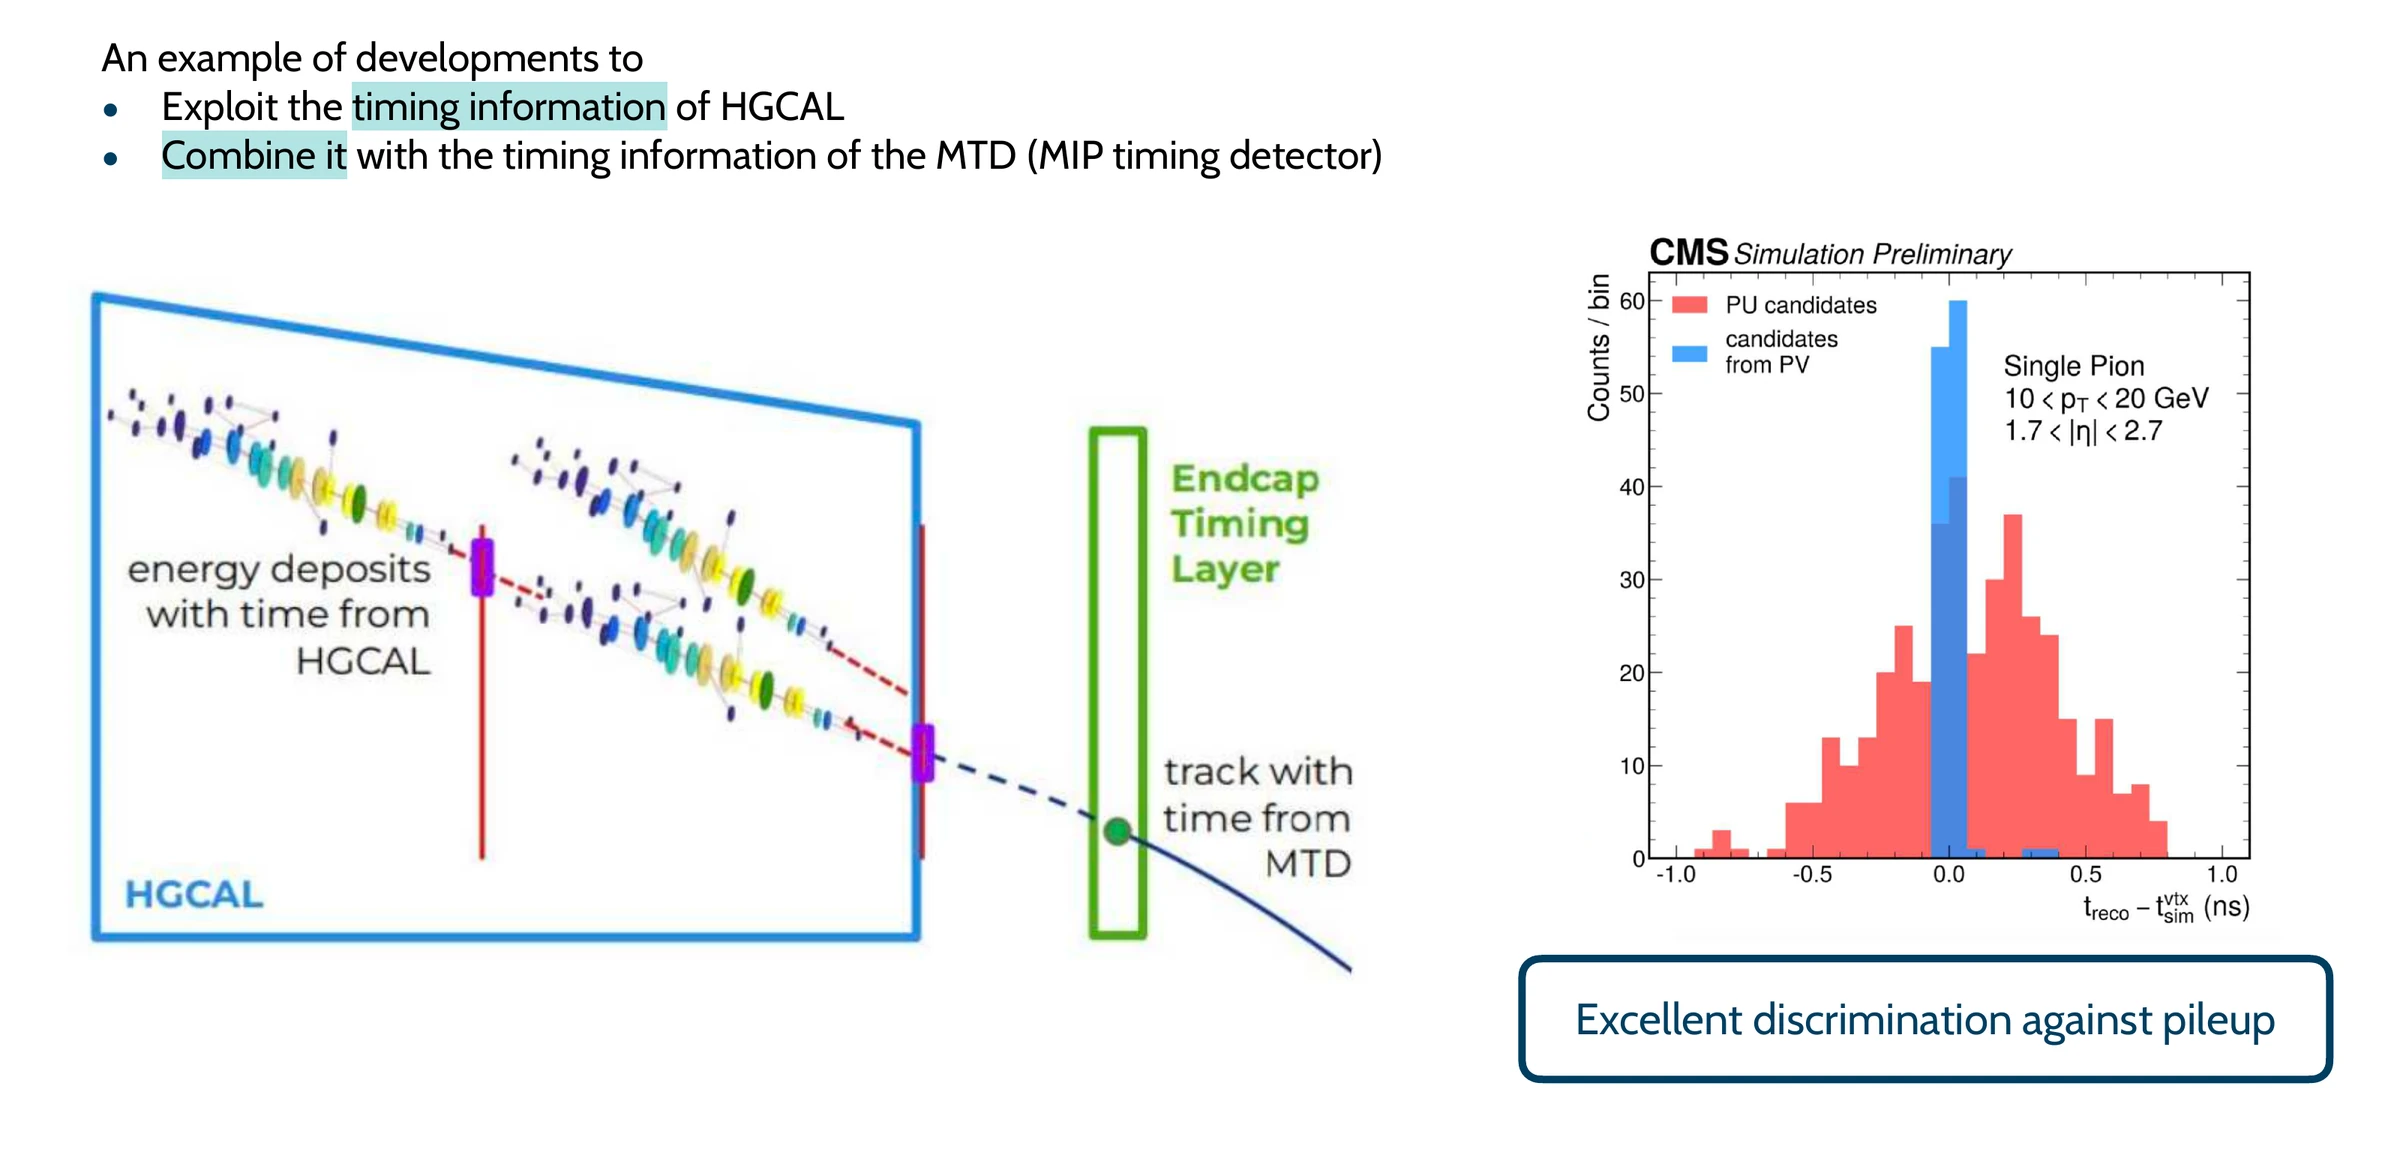 An example of developments to
• Exploit the timing information of HGCAL
• Combine it with the timing information of the MTD (MIP timing detector)
energy deposits
with time from
HGCAL
HGCAL
Endcap
Timing
Layer
track with
time from
MTD
CMS Simulation Preliminary
Counts / bin
60
50
40
30
20
10
0
PU candidates
candidates
from PV
Single Pion
10 < p_T < 20 GeV
1.7 < |η| < 2.7
-1.0 -0.5 0.0 0.5 1.0
t_reco − t_sim^vtx (ns)
Excellent discrimination against pileup